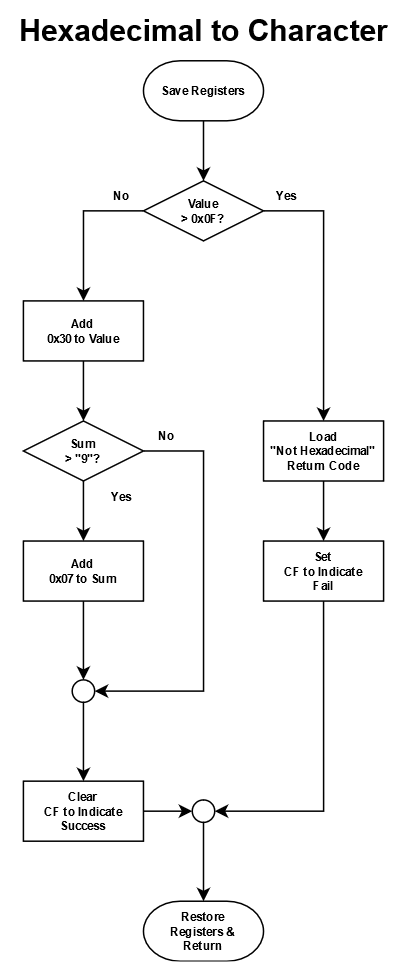 Hexadecimal to Character
Save Registers
Value
> 0x0F?
No
Yes
Add
0x30 to Value
Sum
> "9"?
No
Yes
Load
"Not Hexadecimal"
Return Code
Add
0x07 to Sum
Set
CF to Indicate
Fail
Clear
CF to Indicate
Success
Restore
Registers &
Return